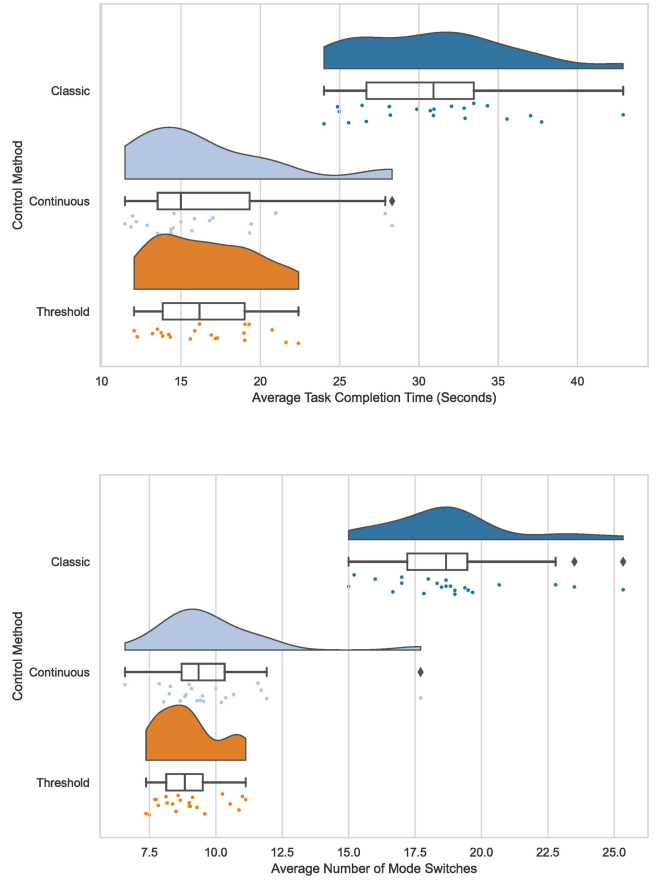 Classic
Continuous
Threshold
Control Method
10 15 20 25 30 35 40
Average Task Completion Time (Seconds)
Classic
Continuous
Threshold
Control Method
7.5 10.0 12.5 15.0 17.5 20.0 22.5 25.0
Average Number of Mode Switches